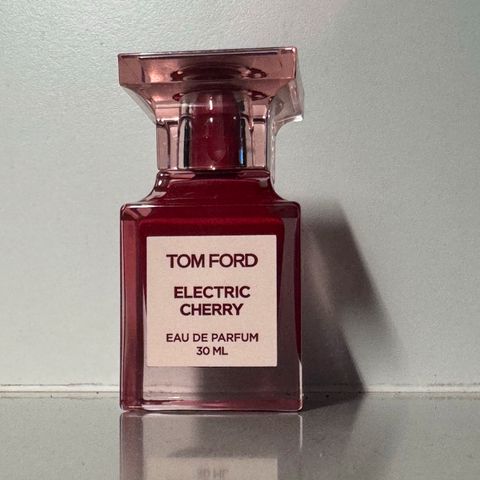 TOM FORD
ELECTRIC
CHERRY
EAU DE PARFUM
30 ML